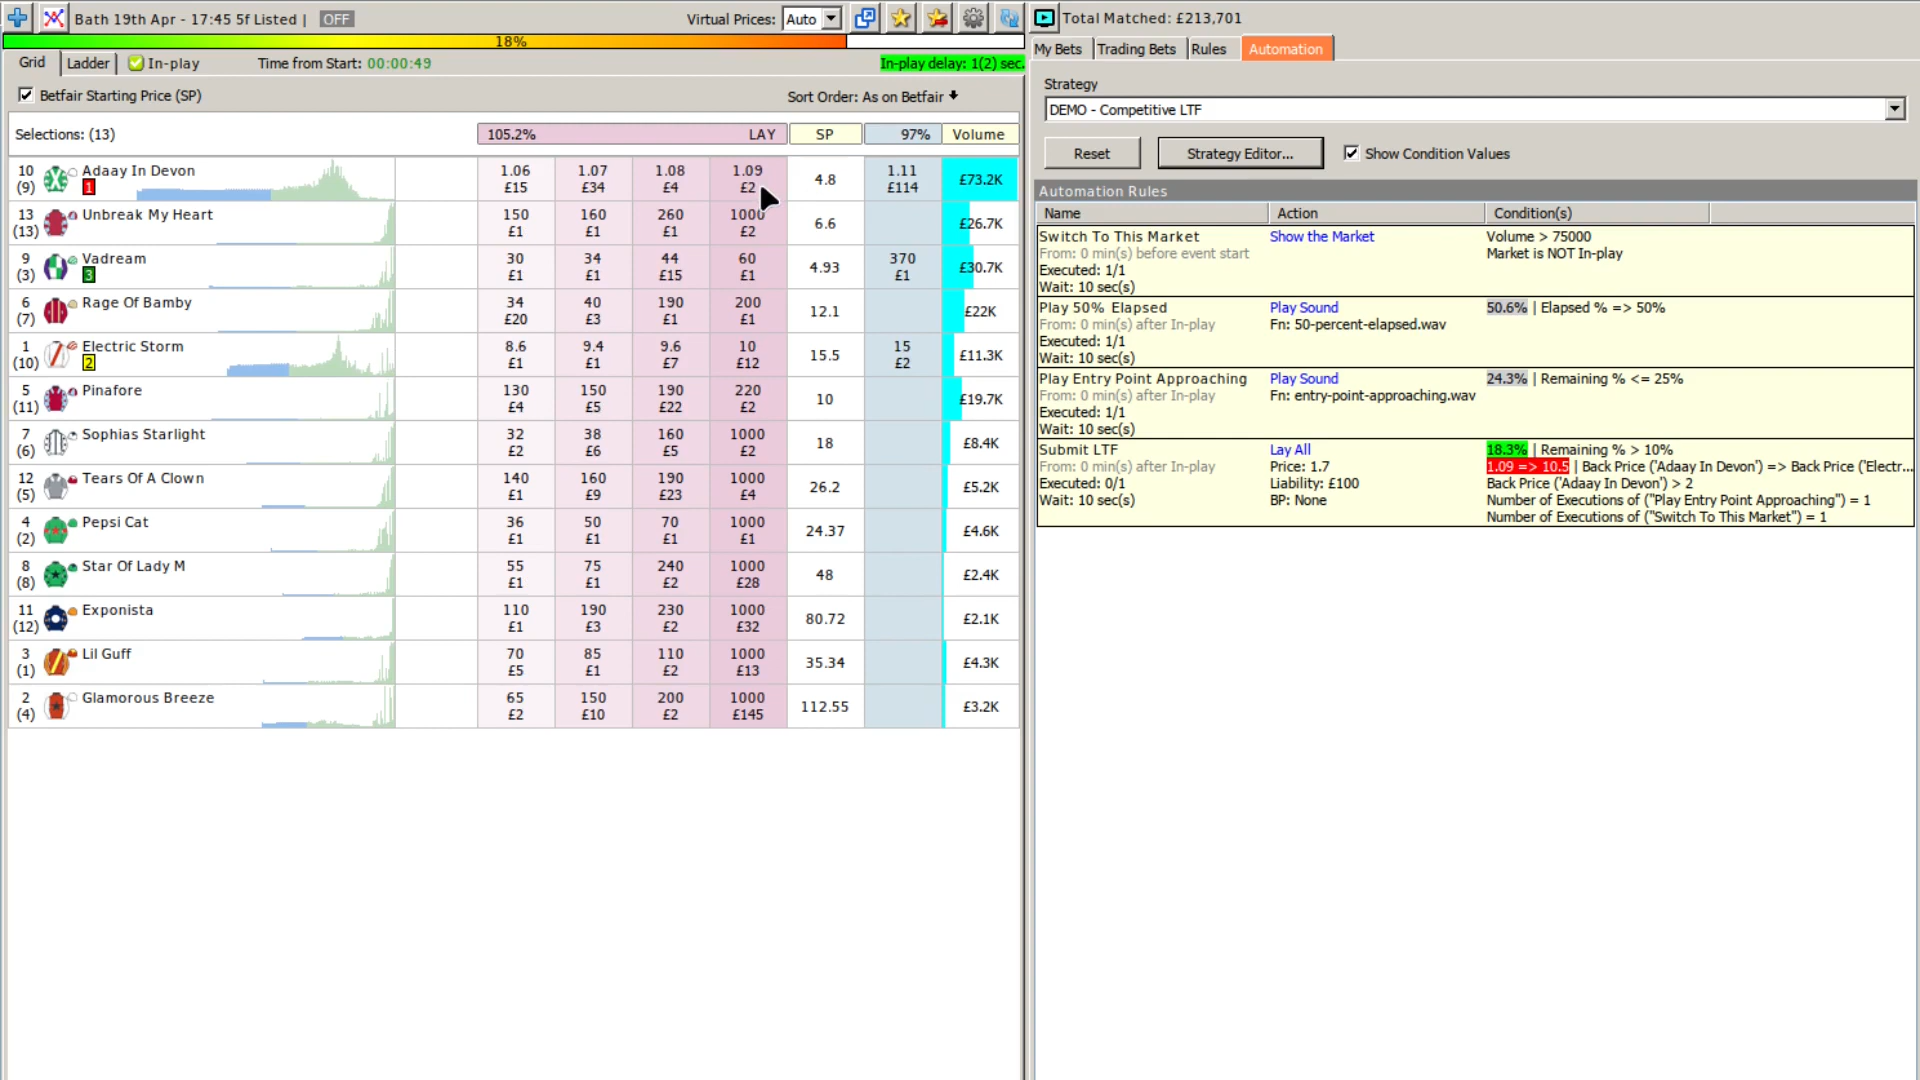 Bath 19th Apr - 17:45 5f Listed | OFF
Virtual Prices: Auto
18%
Grid Ladder In-play Time from Start: 00:00:49 In-play delay: 1(2) sec.
Betfair Starting Price (SP) Sort Order: As on Betfair
Selections: (13) 105.2% LAY SP 97% Volume
10 Adaay In Devon 1.06 1.07 1.08 1.09 4.8 1.11 £73.2K
(9) 1 £15 £34 £4 £2 £114
13 Unbreak My Heart 150 160 260 1000 6.6 £26.7K
(13) £1 £1 £1 £2
9 Vadream 30 34 44 60 4.93 370 £30.7K
(3) 3 £1 £1 £15 £1 £1
6 Rage Of Bamby 34 40 190 200 12.1 £22K
(7) £20 £3 £1 £1
1 Electric Storm 8.6 9.4 9.6 10 15.5 15 £11.3K
(10) 2 £1 £1 £7 £12 £2
5 Pinafore 130 150 190 220 10 £19.7K
(11) £4 £5 £22 £2
7 Sophias Starlight 32 38 160 1000 18 £8.4K
(6) £2 £6 £5 £2
12 Tears Of A Clown 140 160 190 1000 26.2 £5.2K
(5) £1 £9 £23 £4
4 Pepsi Cat 36 50 70 1000 24.37 £4.6K
(2) £1 £1 £1 £1
8 Star Of Lady M 55 75 240 1000 48 £2.4K
(8) £1 £1 £2 £28
11 Exponista 110 190 230 1000 80.72 £2.1K
(12) £1 £3 £2 £32
3 Lil Guff 70 85 110 1000 35.34 £4.3K
(1) £5 £1 £2 £13
2 Glamorous Breeze 65 150 200 1000 112.55 £3.2K
(4) £2 £10 £2 £145
Total Matched: £213,701
My Bets Trading Bets Rules Automation
Strategy
DEMO - Competitive LTF
Reset Strategy Editor... Show Condition Values
Automation Rules
Name Action Condition(s)
Switch To This Market Show the Market Volume > 75000
From: 0 min(s) before event start Market is NOT In-play
Executed: 1/1
Wait: 10 sec(s)
Play 50% Elapsed Play Sound 50.6% | Elapsed % => 50%
From: 0 min(s) after In-play Fn: 50-percent-elapsed.wav
Executed: 1/1
Wait: 10 sec(s)
Play Entry Point Approaching Play Sound 24.3% | Remaining % <= 25%
From: 0 min(s) after In-play Fn: entry-point-approaching.wav
Executed: 1/1
Wait: 10 sec(s)
Submit LTF Lay All 18.3% | Remaining % > 10%
From: 0 min(s) after In-play Price: 1.7 1.09 => 10.5 | Back Price ('Adaay In Devon') => Back Price ('Electr...
Executed: 0/1 Liability: £100 Back Price ('Adaay In Devon') > 2
Wait: 10 sec(s) BP: None Number of Executions of ("Play Entry Point Approaching") = 1
Number of Executions of ("Switch To This Market") = 1